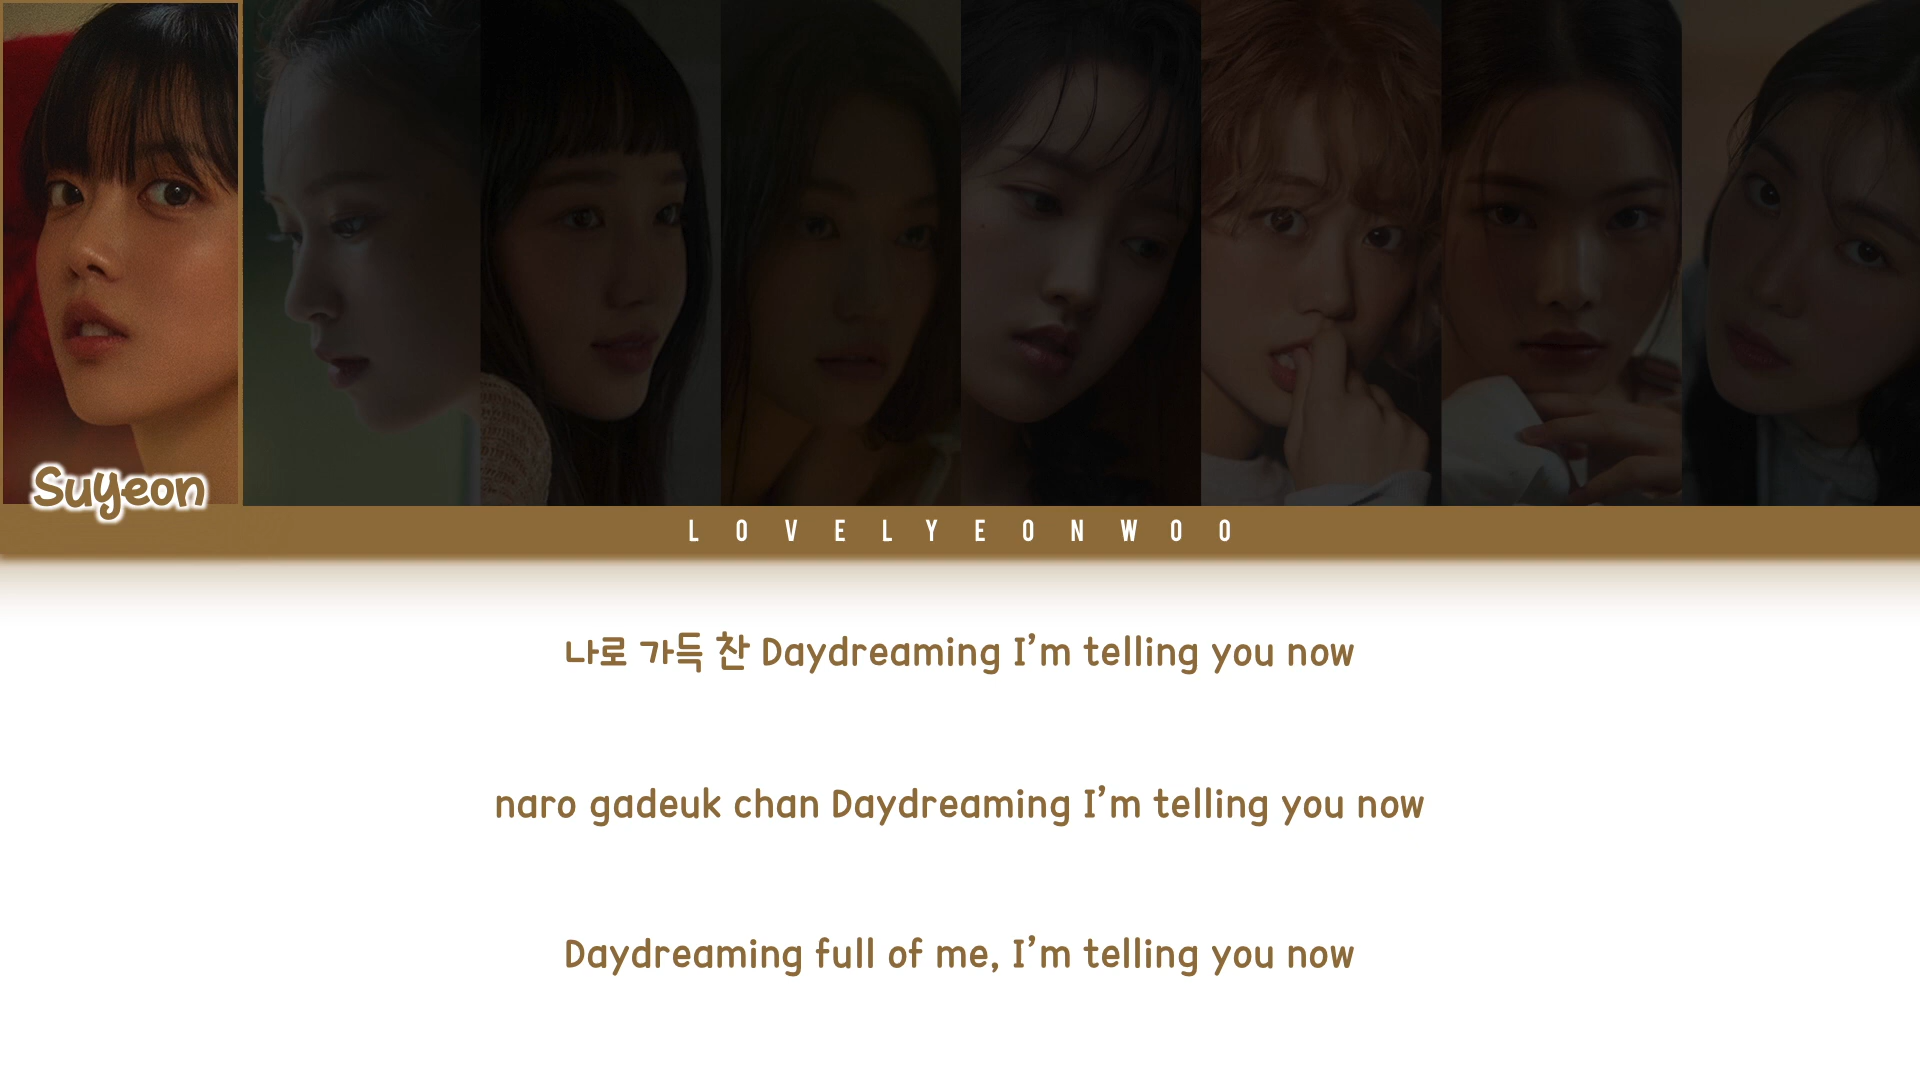 Suyeon
LOVELYEONWOO
나로 가득 찬 Daydreaming I'm telling you now
naro gadeuk chan Daydreaming I'm telling you now
Daydreaming full of me, I'm telling you now